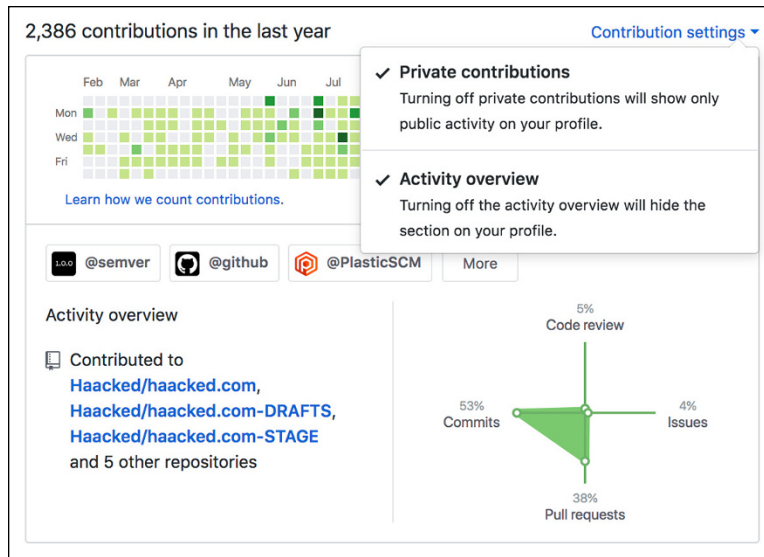 2,386 contributions in the last year
Contribution settings
Feb Mar Apr May Jun Jul
Mon
Wed
Fri
Learn how we count contributions.
Private contributions
Turning off private contributions will show only
public activity on your profile.
Activity overview
Turning off the activity overview will hide the
section on your profile.
1.0.0 @semver @github @PlasticSCM More
Activity overview
Contributed to
Haacked/haacked.com,
Haacked/haacked.com-DRAFTS,
Haacked/haacked.com-STAGE
and 5 other repositories
5%
Code review
53%
Commits
4%
Issues
38%
Pull requests